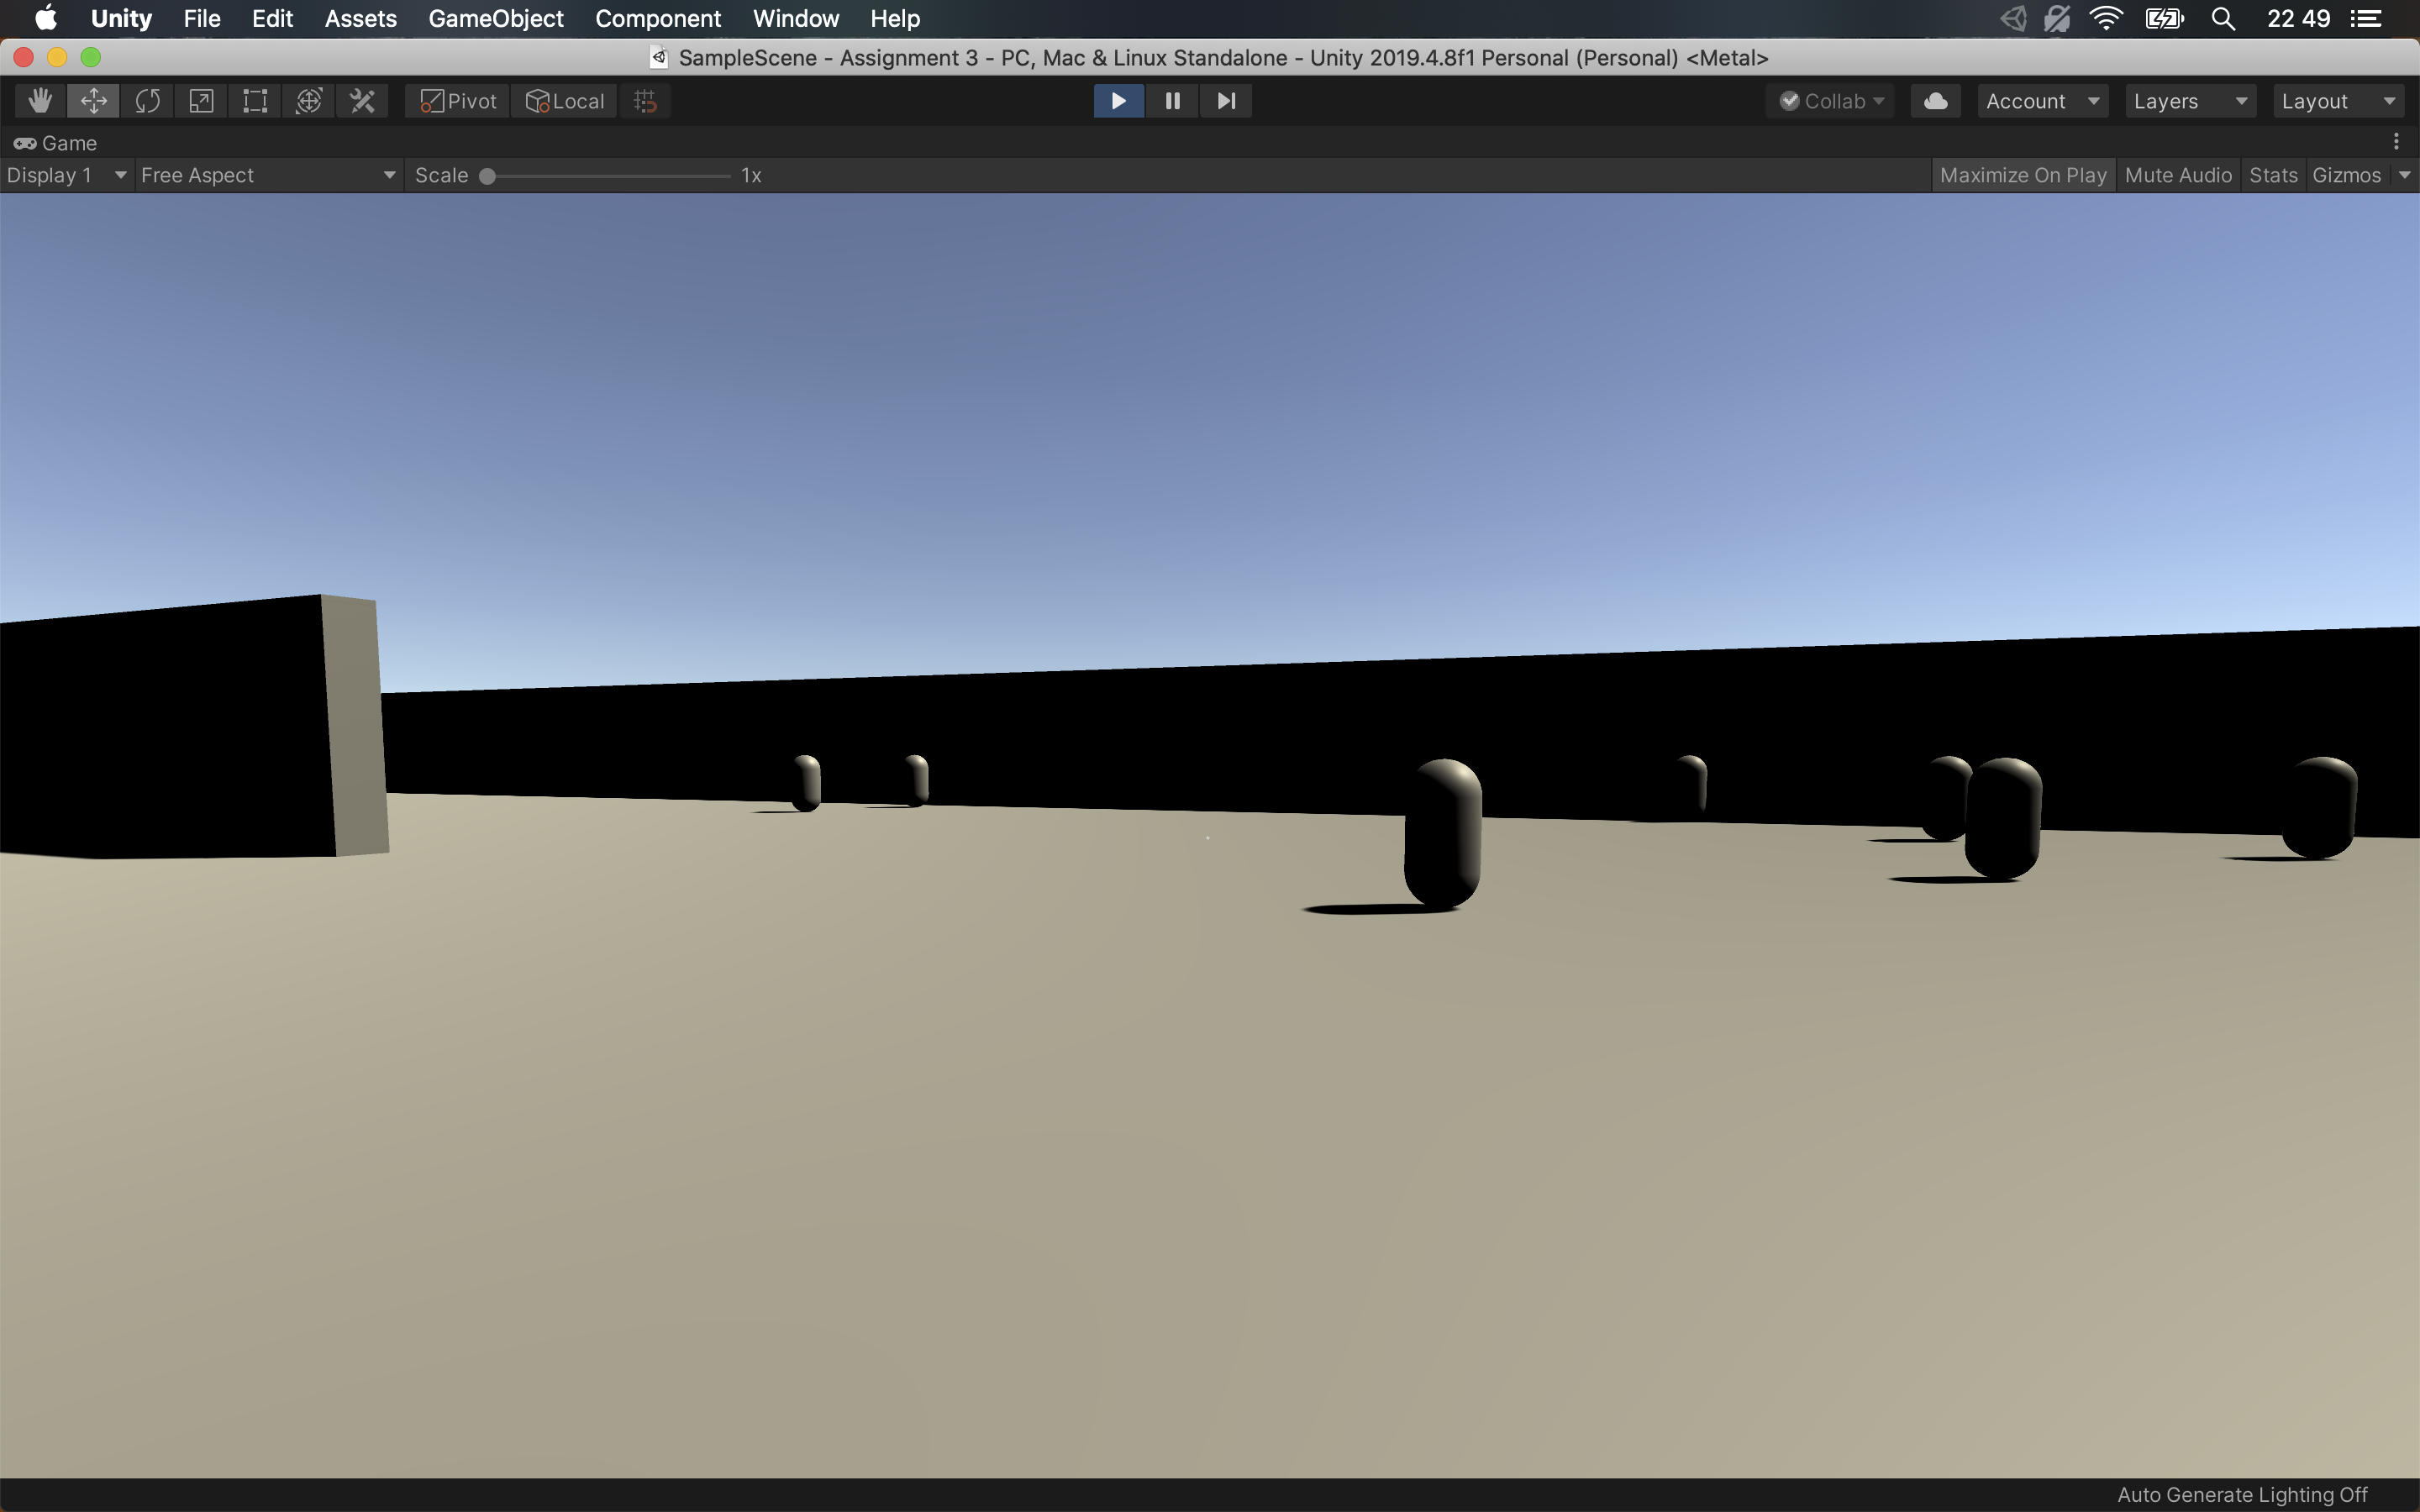 Unity File Edit Assets GameObject Component Window Help 22 49
SampleScene - Assignment 3 - PC, Mac & Linux Standalone - Unity 2019.4.8f1 Personal (Personal) <Metal>
Pivot Local Collab Account Layers Layout
Game
Display 1 Free Aspect Scale 1x Maximize On Play Mute Audio Stats Gizmos
Auto Generate Lighting Off